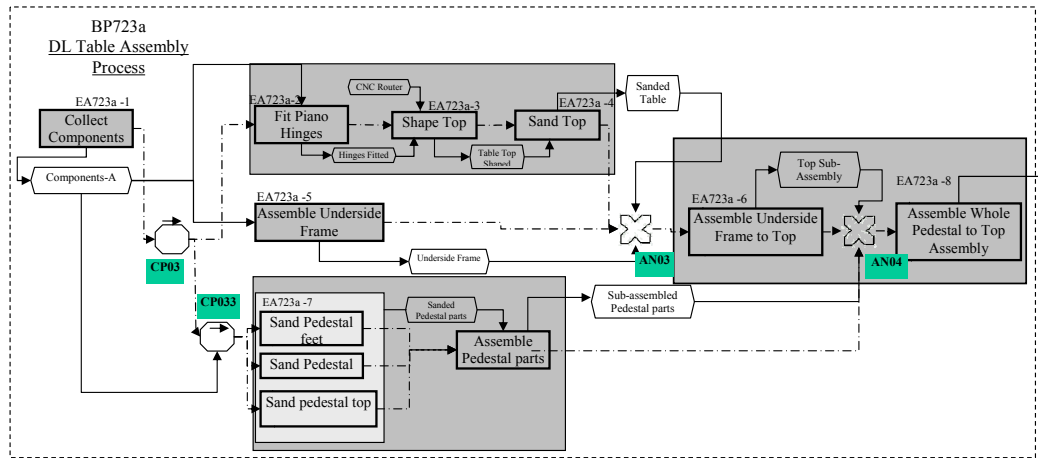 BP723a
DL Table Assembly
Process
EA723a -1
Collect
Components
Components-A
CP03
CP033
EA723a-2
Fit Piano
Hinges
Hinges Fitted
CNC Router
EA723a-3
Shape Top
Table Top
Shaped
EA723a -4
Sand Top
Sanded
Table
EA723a -5
Assemble Underside
Frame
Underside Frame
AN03
EA723a -6
Assemble Underside
Frame to Top
Top Sub-
Assembly
AN04
EA723a -8
Assemble Whole
Pedestal to Top
Assembly
EA723a -7
Sand Pedestal
feet
Sand Pedestal
Sand pedestal top
Sanded
Pedestal parts
Assemble
Pedestal parts
Sub-assembled
Pedestal parts